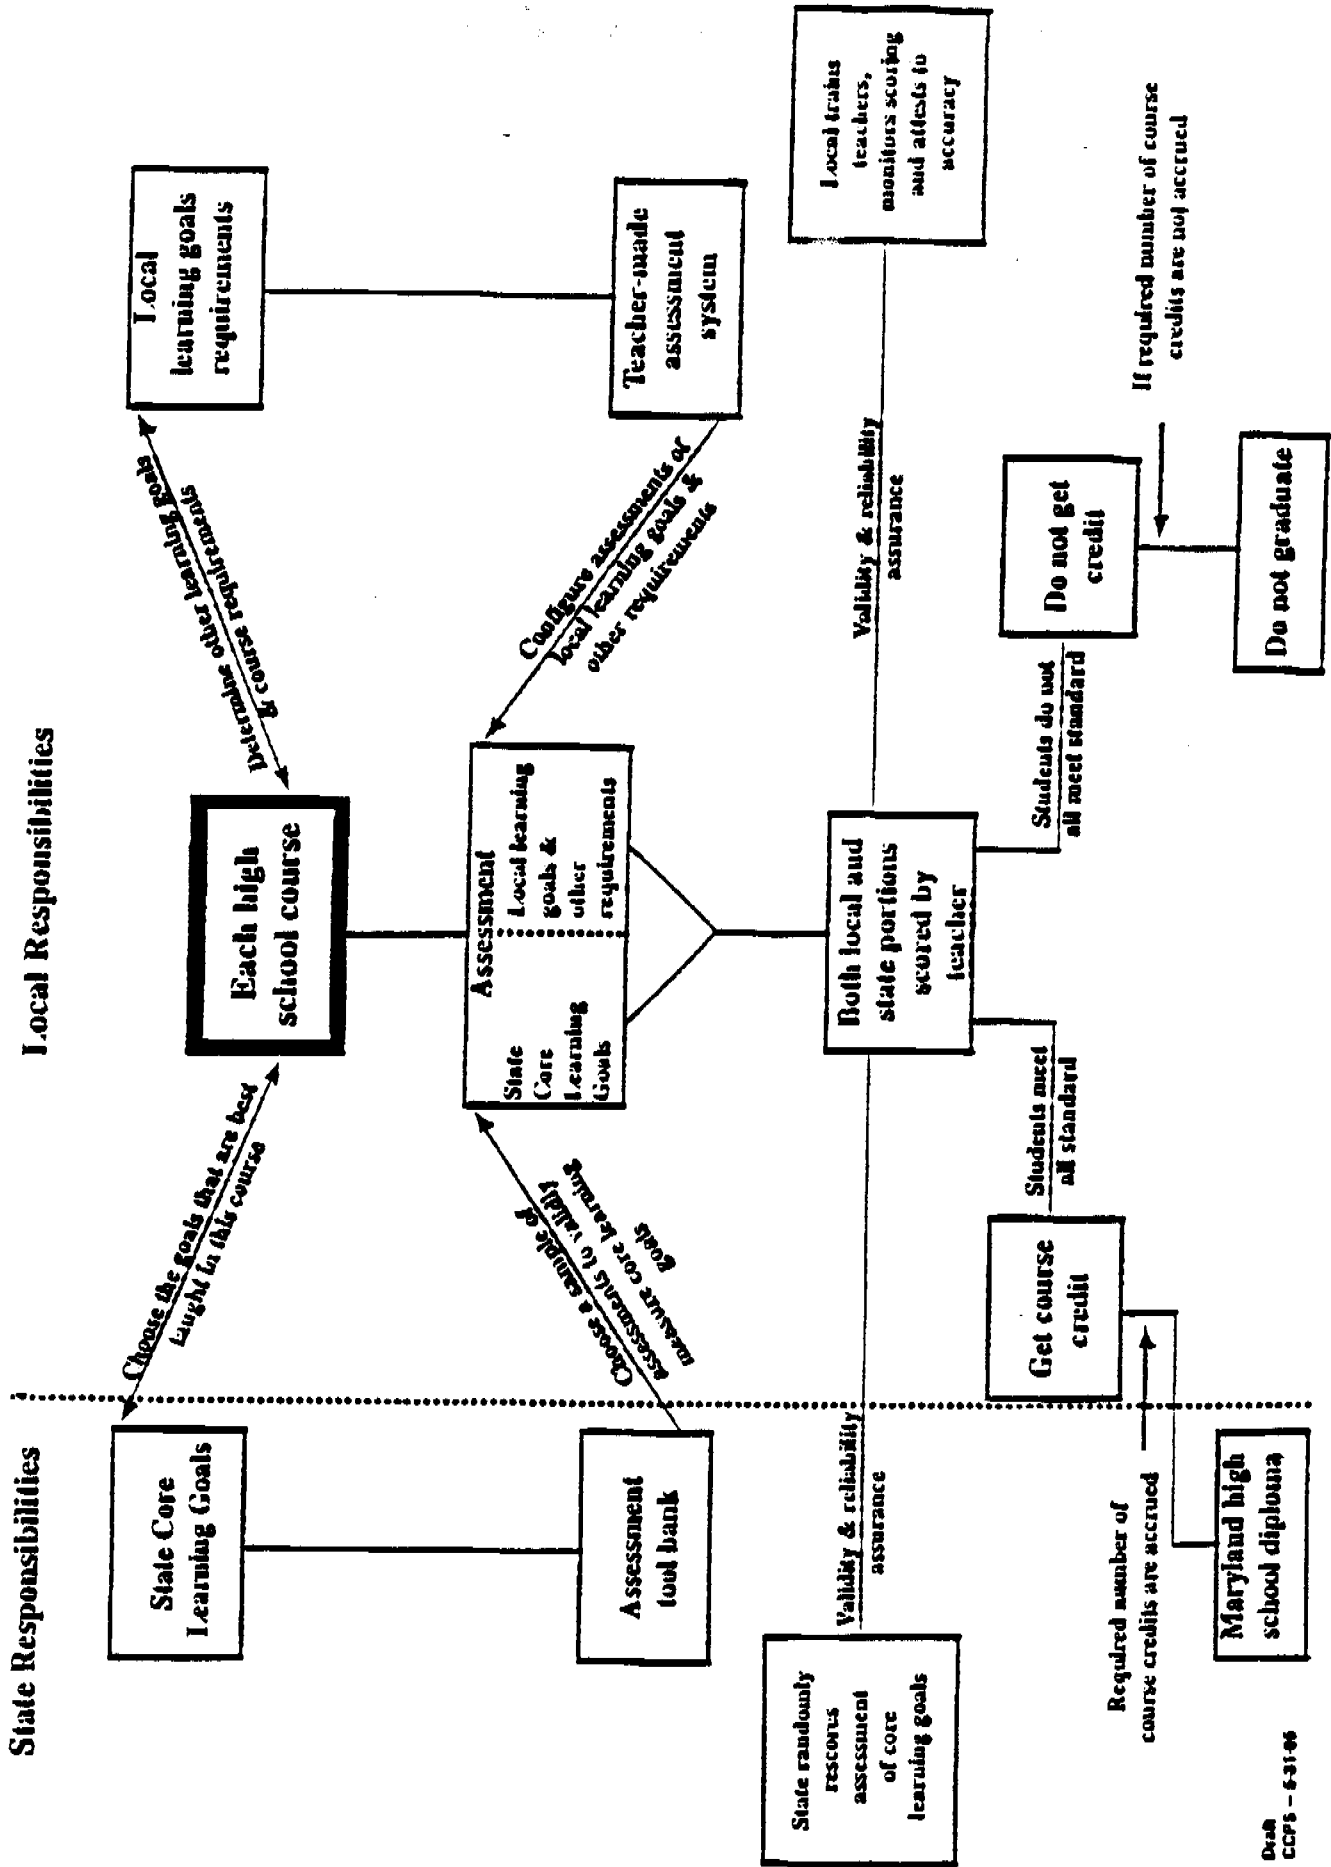 State Responsibilities
Local Responsibilities
State Core
Learning Goals
Choose the goals that are best
taught in this course
Each high
school course
Determine other learning goals
& course requirements
Local
learning goals
requirements
Assessment
tool bank
Choose a sample of
assessments to validly
measure core learning
goals
Assessment
State
Core
Learning
Goals
Local learning
goals &
other
requirements
Configure assessments of
local learning goals &
other requirements
Teacher-made
assessment
system
State randomly
rescores
assessment
of core
learning goals
Validity & reliability
assurance
Both local and
state portions
scored by
teacher
Validity & reliability
assurance
Local trains
teachers,
monitors scoring
and attests to
accuracy
Students meet
all standard
Students do not
all meet standard
Get course
credit
Do not get
credit
Required number of
course credits are accrued
If required number of course
credits are not accrued
Maryland high
school diploma
Do not graduate
Draft
CCPS –